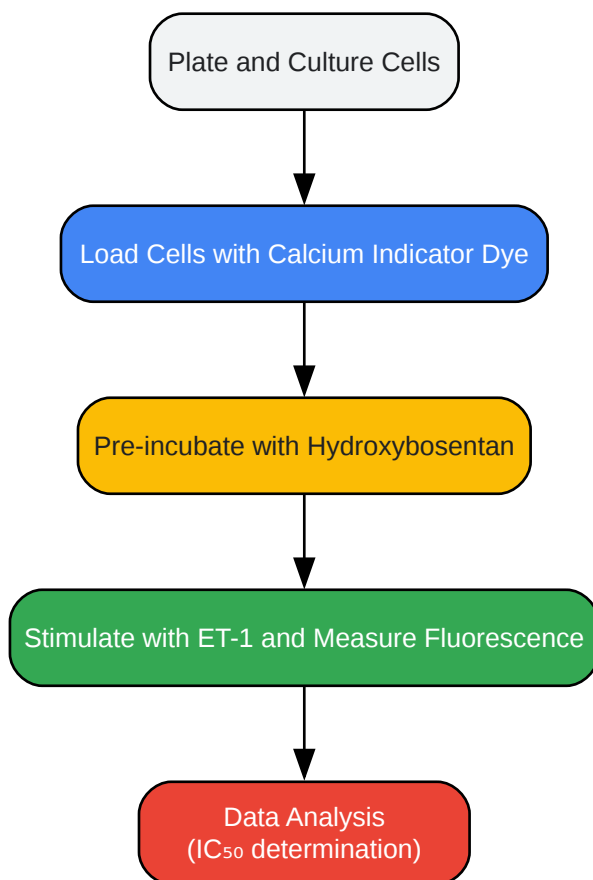 Plate and Culture Cells
Load Cells with Calcium Indicator Dye
Pre-incubate with Hydroxybosentan
Stimulate with ET-1 and Measure Fluorescence
Data Analysis
(IC₅₀ determination)